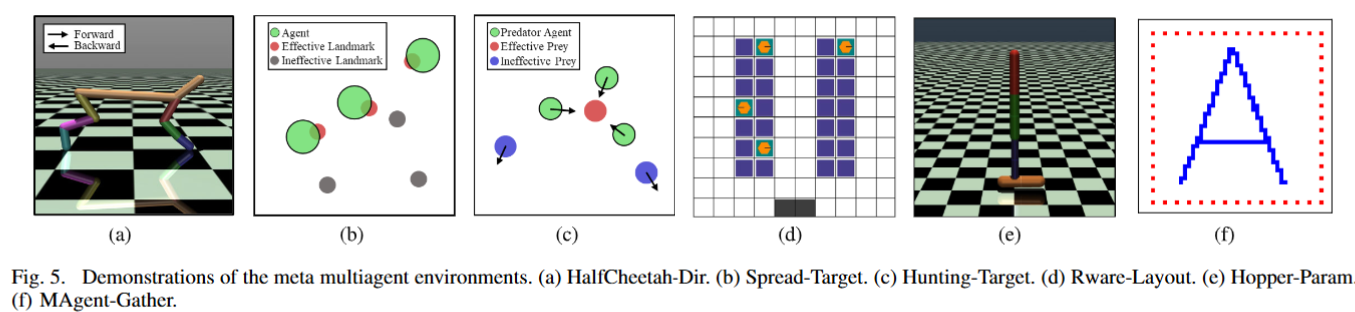 Forward
Backward
Agent
Effective Landmark
Ineffective Landmark
Predator Agent
Effective Prey
Ineffective Prey
(a)
(b)
(c)
(d)
(e)
(f)
Fig. 5. Demonstrations of the meta multiagent environments. (a) HalfCheetah-Dir. (b) Spread-Target. (c) Hunting-Target. (d) Rware-Layout. (e) Hopper-Param.
(f) MAgent-Gather.